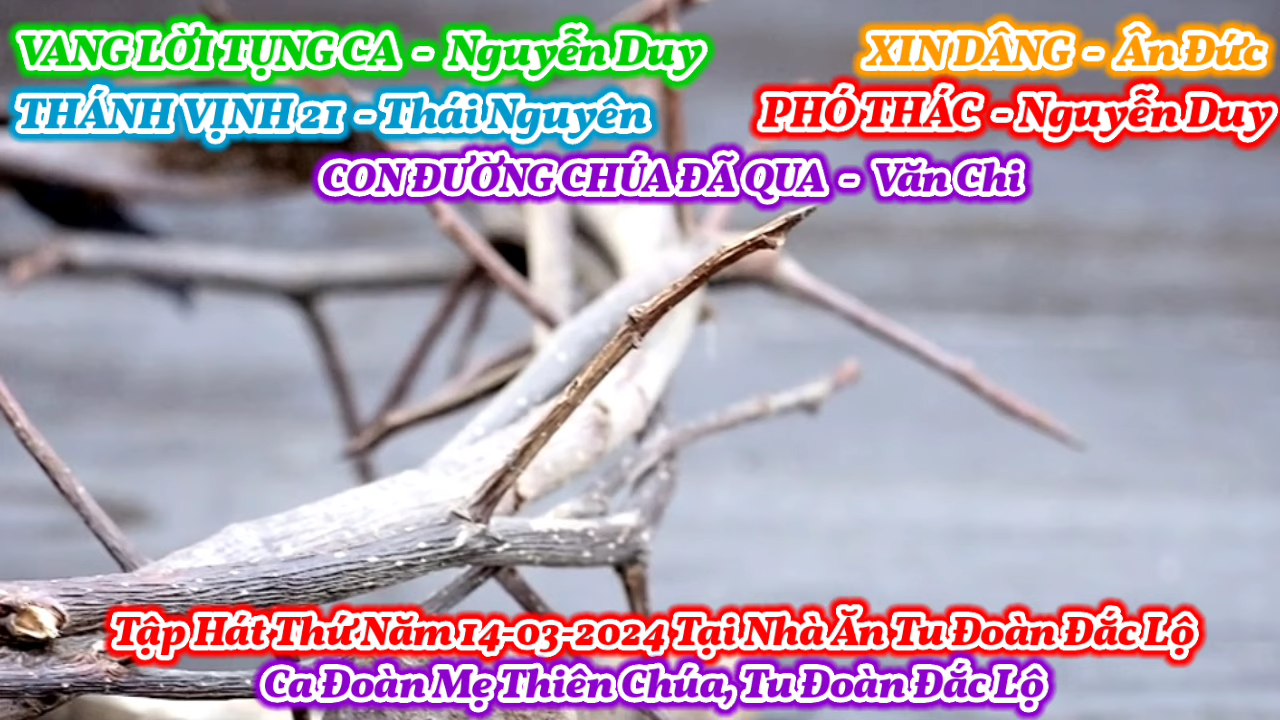 VANG LỜI TỤNG CA - Nguyễn Duy
XIN DÂNG - Ân Đức
THÁNH VỊNH 21 - Thái Nguyên
PHÓ THÁC - Nguyễn Duy
CON ĐƯỜNG CHÚA ĐÃ QUA - Văn Chi
Tập Hát Thứ Năm 14-03-2024 Tại Nhà Ăn Tu Đoàn Đắc Lộ
Ca Đoàn Mẹ Thiên Chúa, Tu Đoàn Đắc Lộ